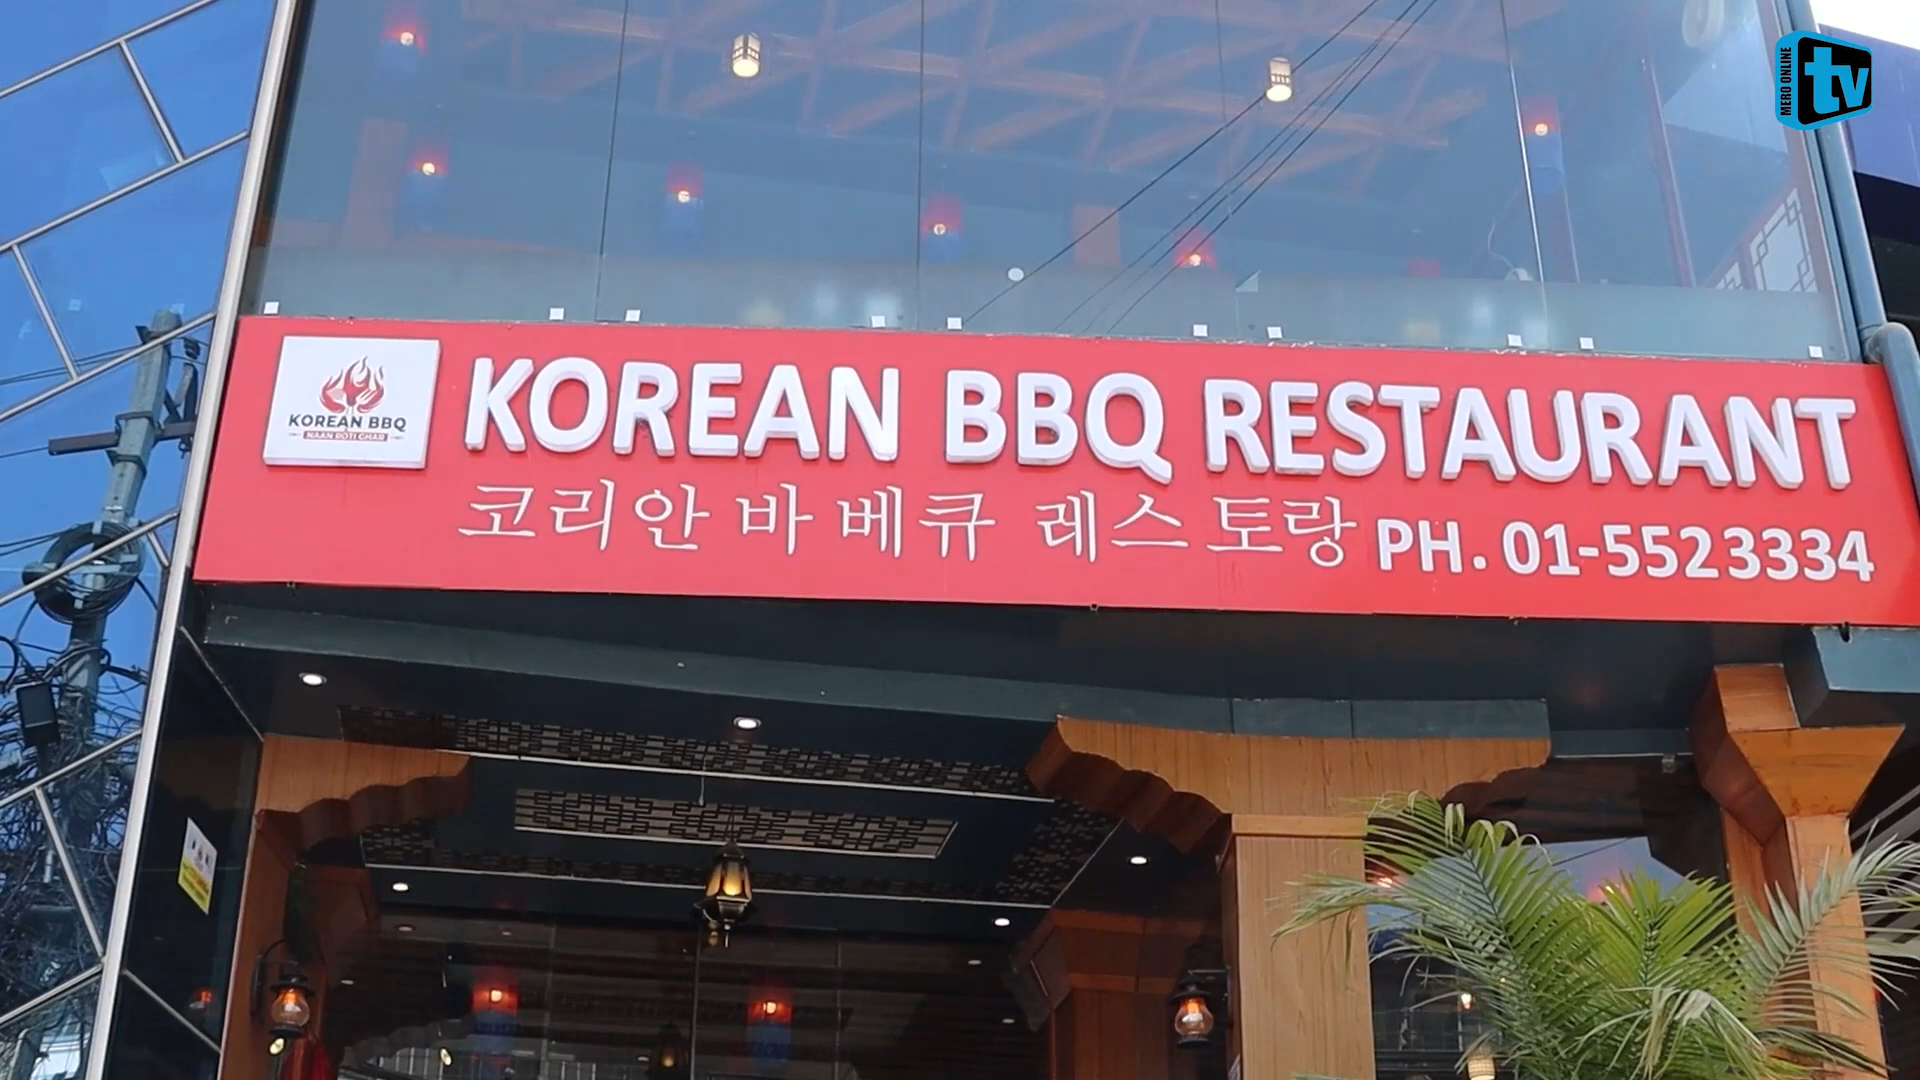 MERO ONLINE
tv
KOREAN BBQ RESTAURANT
KOREAN BBQ
NAAN ROTI GHAR
코리안 바 베큐 레스토랑 PH. 01-5523334